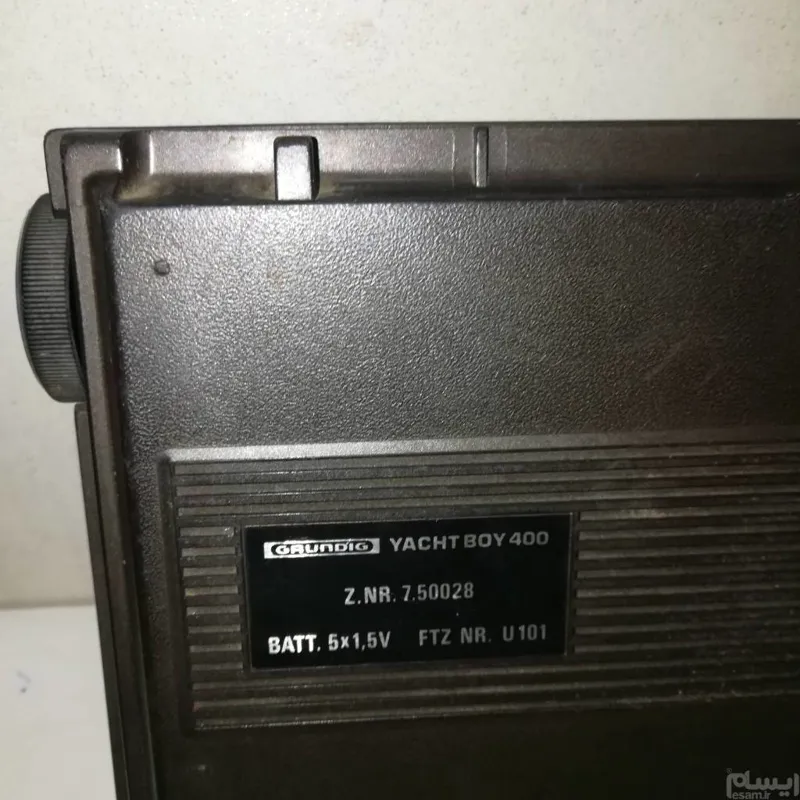 GRUNDIG YACHT BOY 400
Z.NR. 7.50028
BATT. 5x1,5V FTZ NR. U101
ایسام
esam.ir